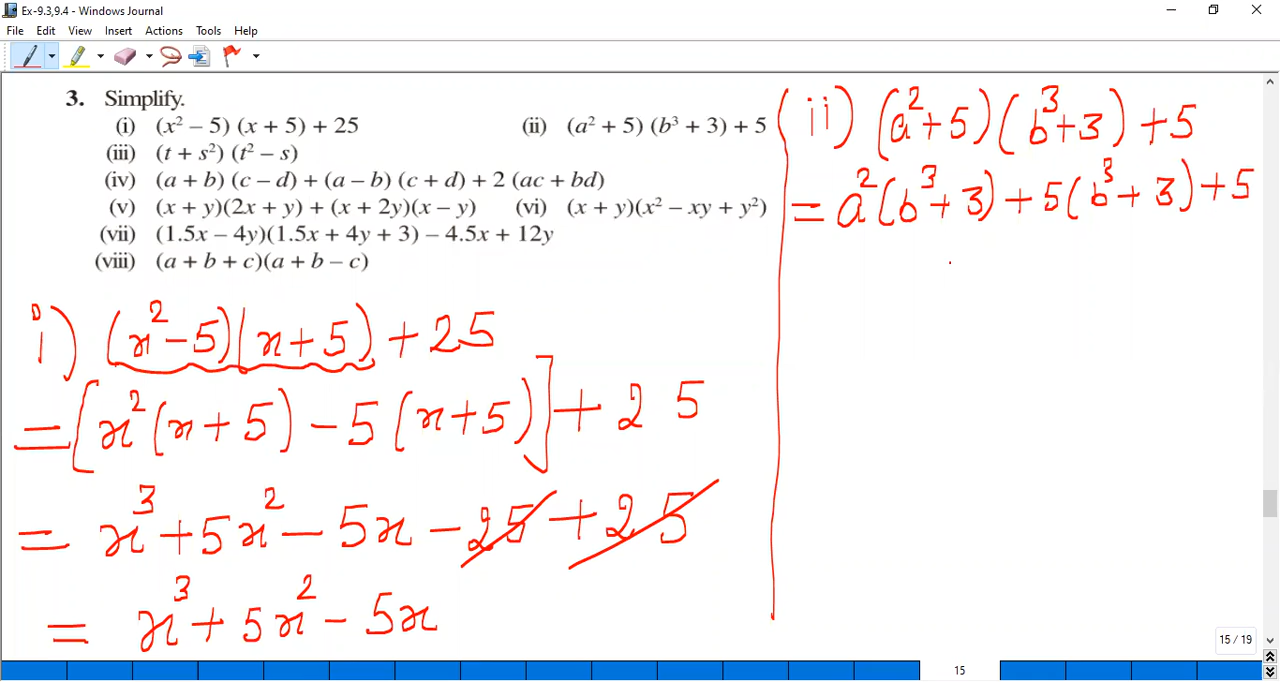 Ex-9.3,9.4 - Windows Journal
File Edit View Insert Actions Tools Help
3. Simplify.
(i) (x² – 5) (x + 5) + 25 (ii) (a² + 5) (b³ + 3) + 5
(iii) (t + s²) (t² – s)
(iv) (a + b) (c – d) + (a – b) (c + d) + 2 (ac + bd)
(v) (x + y)(2x + y) + (x + 2y)(x – y) (vi) (x + y)(x² – xy + y²)
(vii) (1.5x – 4y)(1.5x + 4y + 3) – 4.5x + 12y
(viii) (a + b + c)(a + b – c)
i) (x² – 5)(x + 5) + 25
= [x²(x + 5) – 5(x + 5)] + 25
= x³ + 5x² – 5x – 25 + 25
= x³ + 5x² – 5x
(ii) (a² + 5)(b³ + 3) + 5
= a²(b³ + 3) + 5(b³ + 3) + 5
15 / 19
15